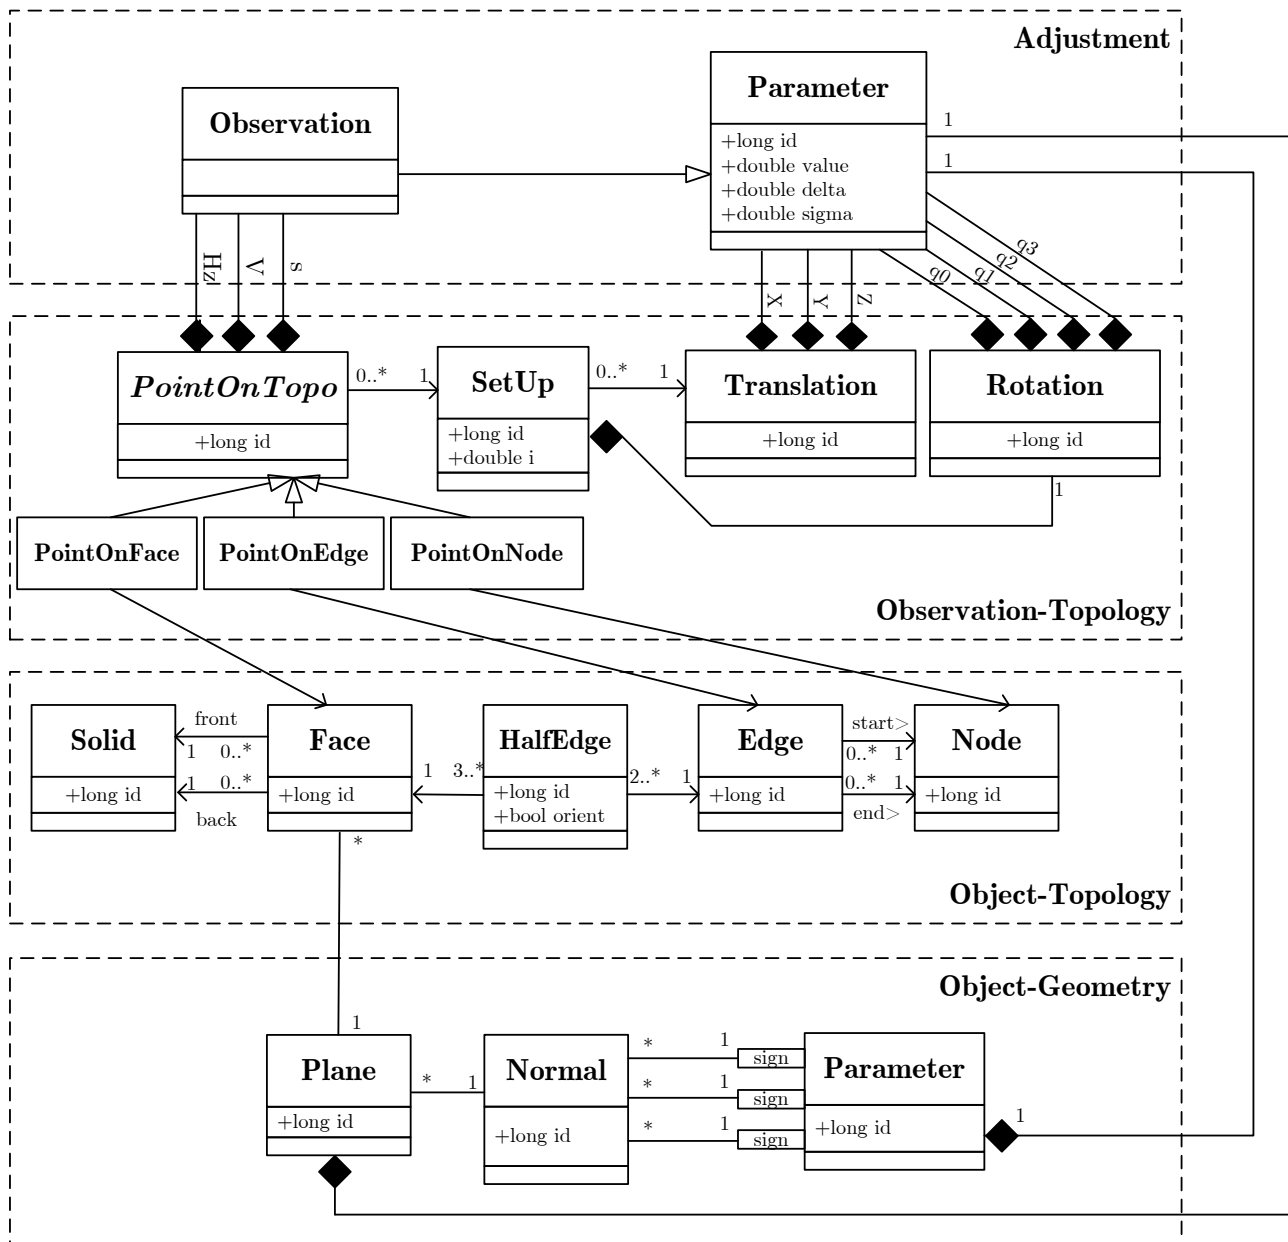 Adjustment
Parameter
+long id
+double value
+double delta
+double sigma
Observation
1
1
Hz
V
s
X
Y
Z
q0
q1
q2
q3
PointOnTopo
+long id
0..*
1
SetUp
+long id
+double i
0..*
1
Translation
+long id
Rotation
+long id
1
PointOnFace
PointOnEdge
PointOnNode
Observation-Topology
Solid
+long id
front
1
0..*
1
0..*
back
Face
+long id
1
3..*
HalfEdge
+long id
+bool orient
2..*
1
Edge
+long id
start>
0..*
1
0..*
1
end>
Node
+long id
*
Object-Topology
Object-Geometry
1
Plane
+long id
*
1
Normal
+long id
*
1
sign
*
1
sign
*
1
sign
Parameter
+long id
1